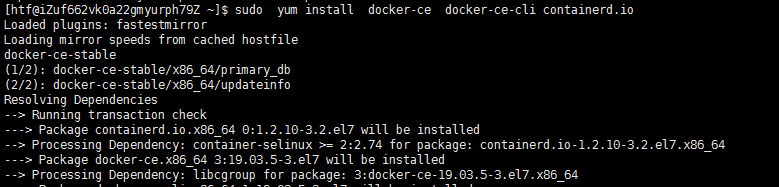 [htf@iZuf662vk0a22gmyurph79Z ~]$ sudo  yum install  docker-ce  docker-ce-cli containerd.io
Loaded plugins: fastestmirror
Loading mirror speeds from cached hostfile
docker-ce-stable
(1/2): docker-ce-stable/x86_64/primary_db
(2/2): docker-ce-stable/x86_64/updateinfo
Resolving Dependencies
--> Running transaction check
---> Package containerd.io.x86_64 0:1.2.10-3.2.el7 will be installed
--> Processing Dependency: container-selinux >= 2:2.74 for package: containerd.io-1.2.10-3.2.el7.x86_64
---> Package docker-ce.x86_64 3:19.03.5-3.el7 will be installed
--> Processing Dependency: libcgroup for package: 3:docker-ce-19.03.5-3.el7.x86_64